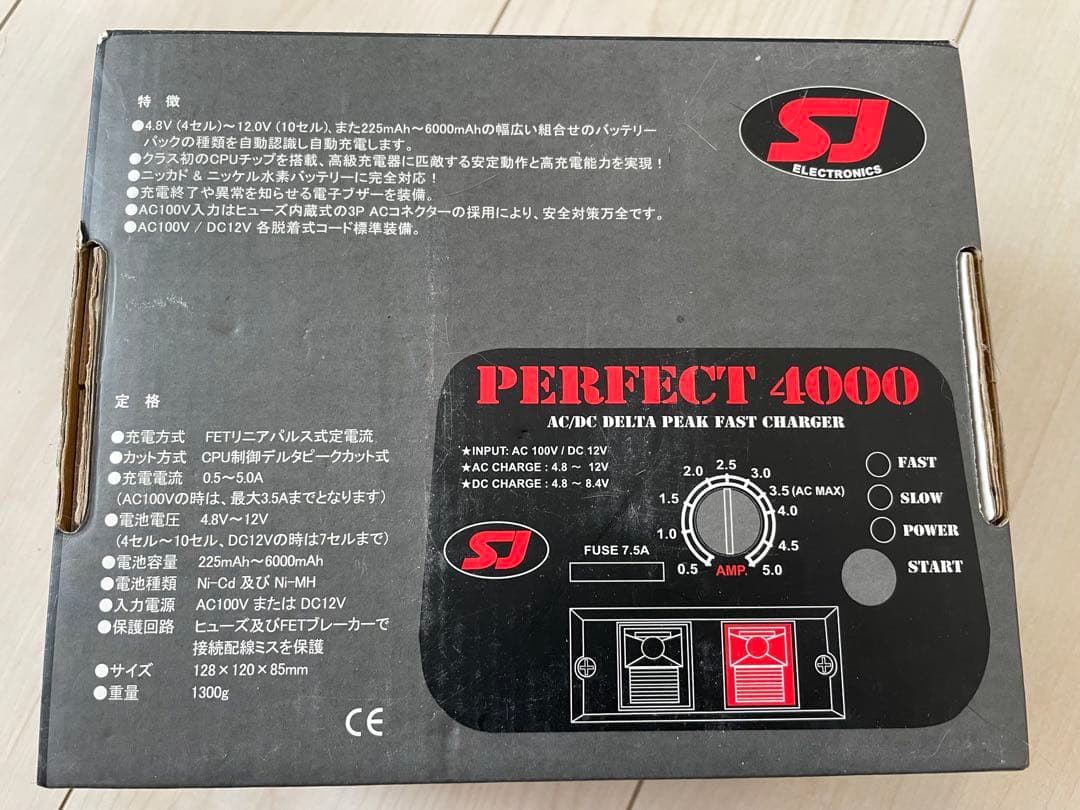 特 徴
●4.8V (4セル)～12.0V (10セル)、また225mAh～6000mAhの幅広い組合せのバッテリー
パックの種類を自動認識し自動充電します。
●クラス初のCPUチップを搭載、高級充電器に匹敵する安定動作と高充電能力を実現！
●ニッカド & ニッケル水素バッテリーに完全対応！
●充電終了や異常を知らせる電子ブザーを装備。
●AC100V入力はヒューズ内蔵式の3P ACコネクターの採用により、安全対策万全です。
●AC100V / DC12V 各脱着式コード標準装備。
SJ
ELECTRONICS
定 格
●充電方式 FETリニアパルス式定電流
●カット方式 CPU制御デルタピークカット式
●充電電流 0.5～5.0A
(AC100Vの時は、最大3.5Aまでとなります)
●電池電圧 4.8V～12V
(4セル～10セル、DC12Vの時は7セルまで)
●電池容量 225mAh～6000mAh
●電池種類 Ni-Cd 及び Ni-MH
●入力電源 AC100V または DC12V
●保護回路 ヒューズ及びFETブレーカーで
接続配線ミスを保護
●サイズ 128×120×85mm
●重量 1300g
CE
PERFECT 4000
AC/DC DELTA PEAK FAST CHARGER
★INPUT: AC 100V / DC 12V
★AC CHARGE : 4.8 ～ 12V
★DC CHARGE : 4.8 ～ 8.4V
SJ
FUSE 7.5A
0.5
1.0
1.5
2.0
2.5
3.0
3.5 (AC MAX)
4.0
4.5
5.0
AMP.
FAST
SLOW
POWER
START